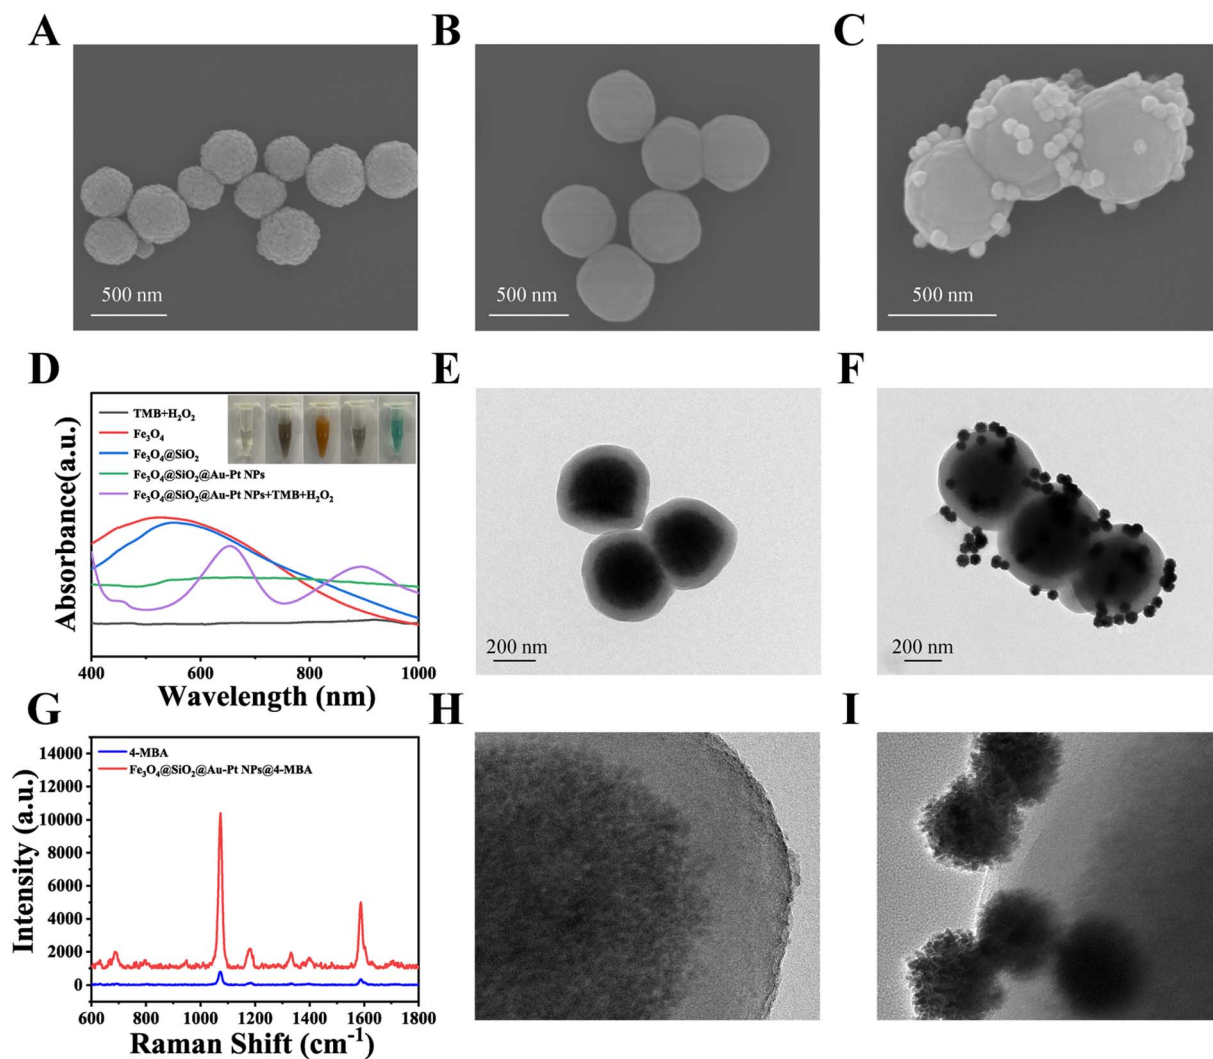 A
B
C
500 nm
500 nm
500 nm
D
E
F
TMB+H₂O₂
Fe₃O₄
Fe₃O₄@SiO₂
Fe₃O₄@SiO₂@Au-Pt NPs
Fe₃O₄@SiO₂@Au-Pt NPs+TMB+H₂O₂
Absorbance(a.u.)
400 600 800 1000
Wavelength (nm)
200 nm
200 nm
G
H
I
4-MBA
Fe₃O₄@SiO₂@Au-Pt NPs@4-MBA
14000
12000
10000
8000
6000
4000
2000
0
Intensity (a.u.)
600 800 1000 1200 1400 1600 1800
Raman Shift (cm⁻¹)